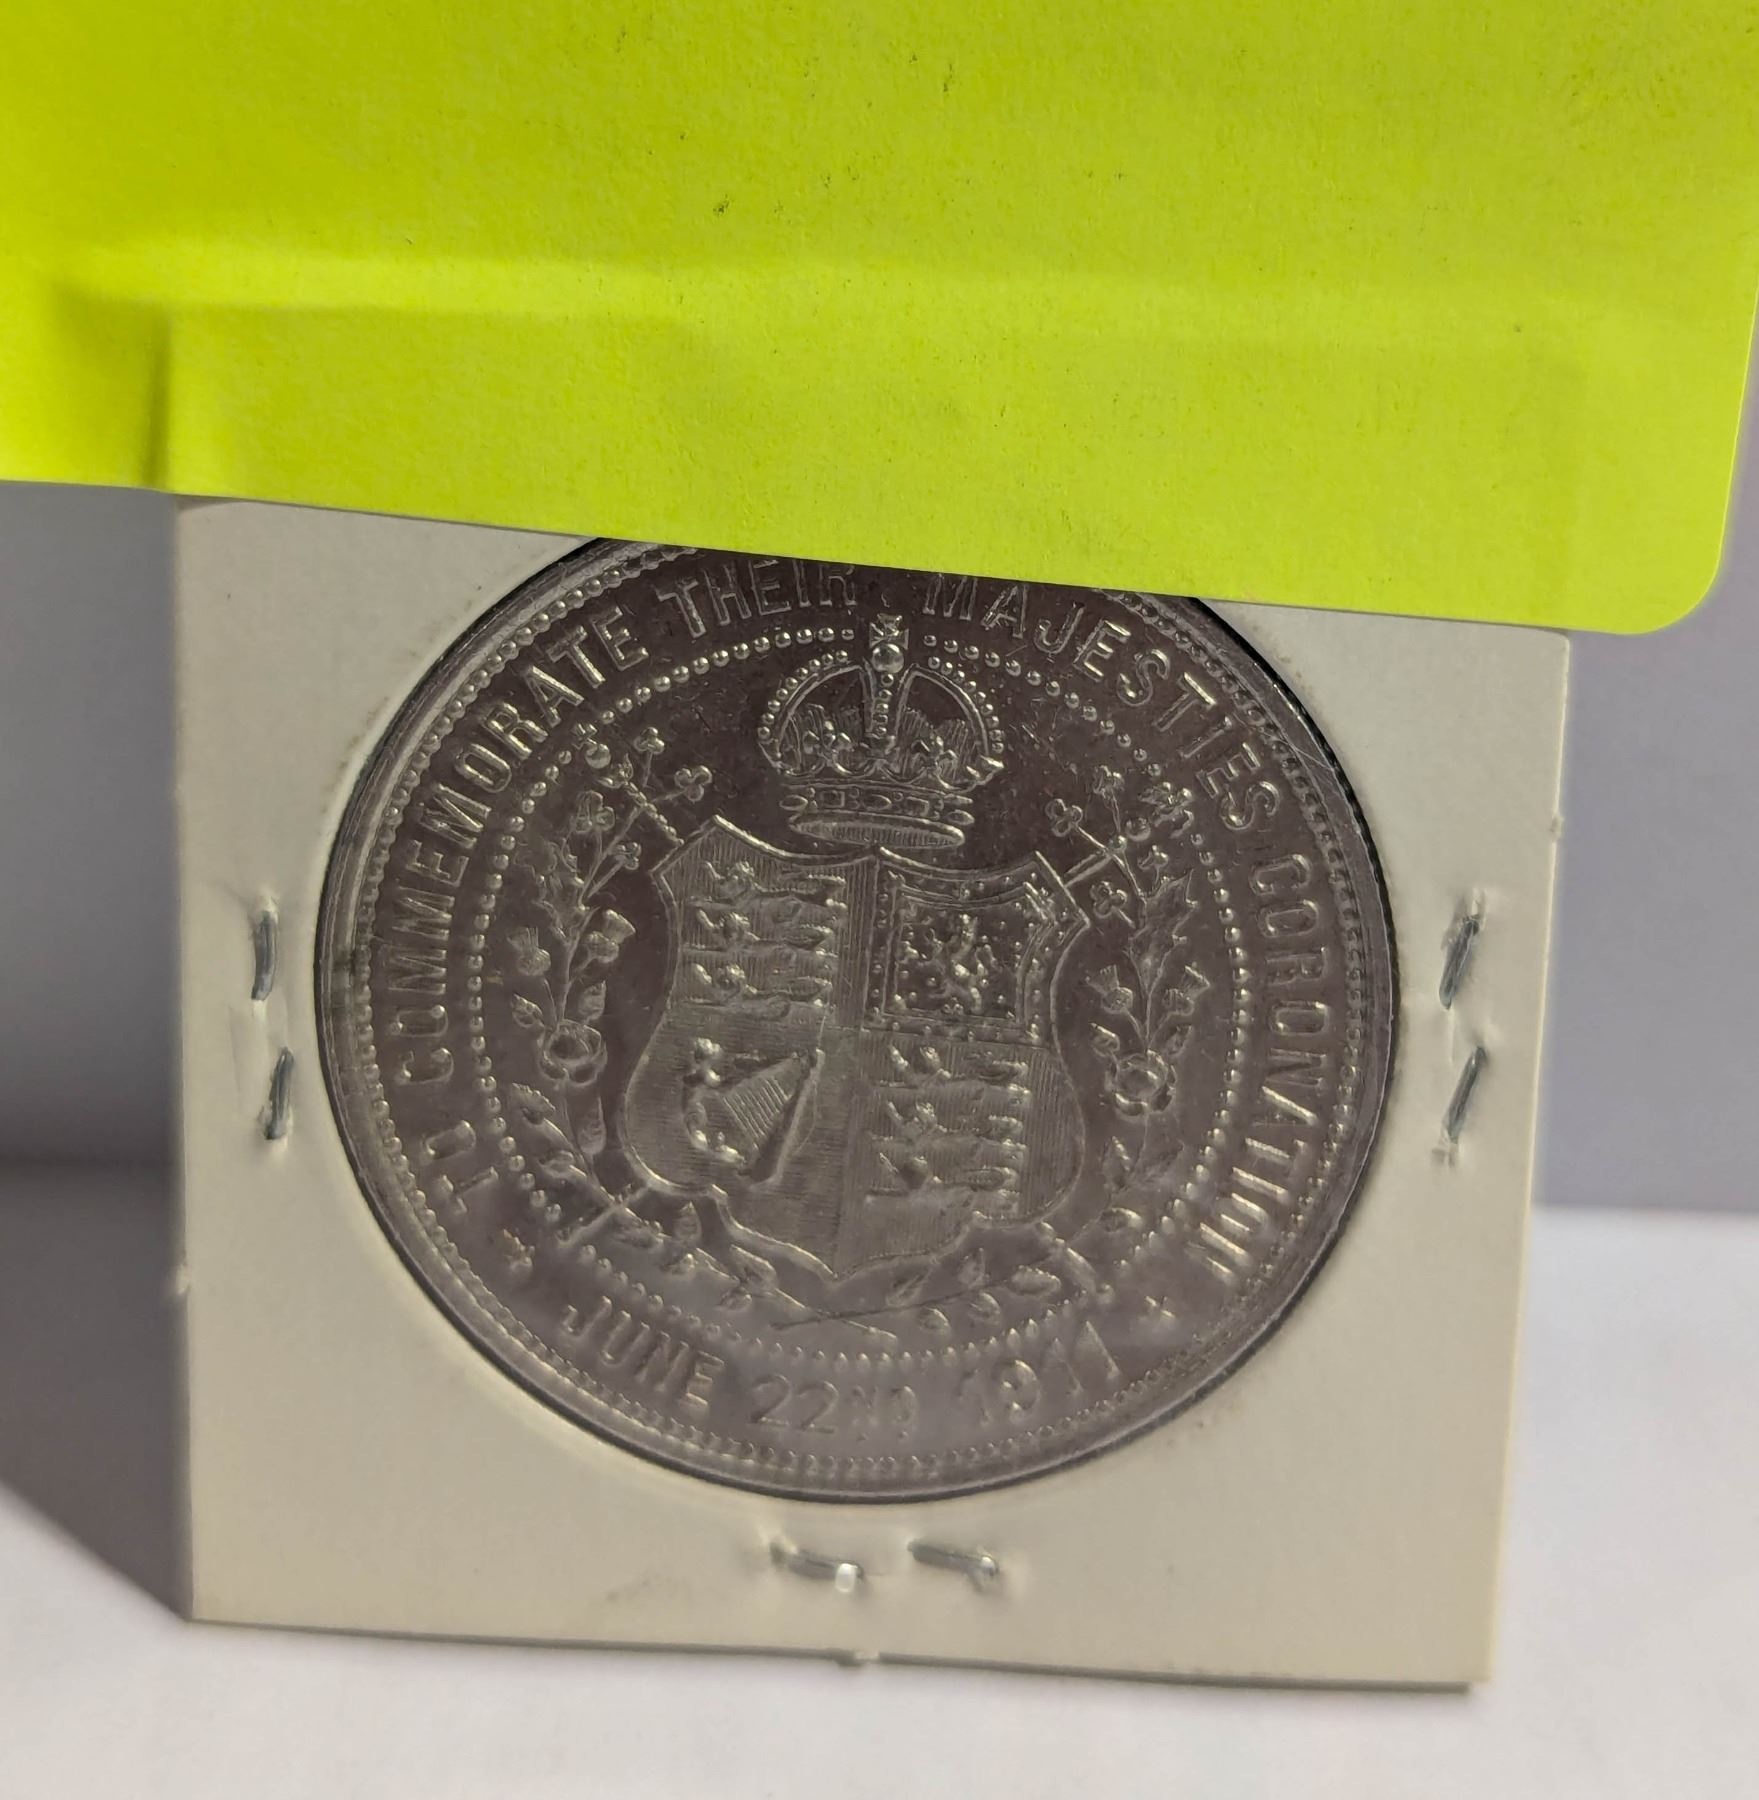 TO COMMEMORATE THEIR MAJESTIES CORONATION
JUNE 22ND 1911